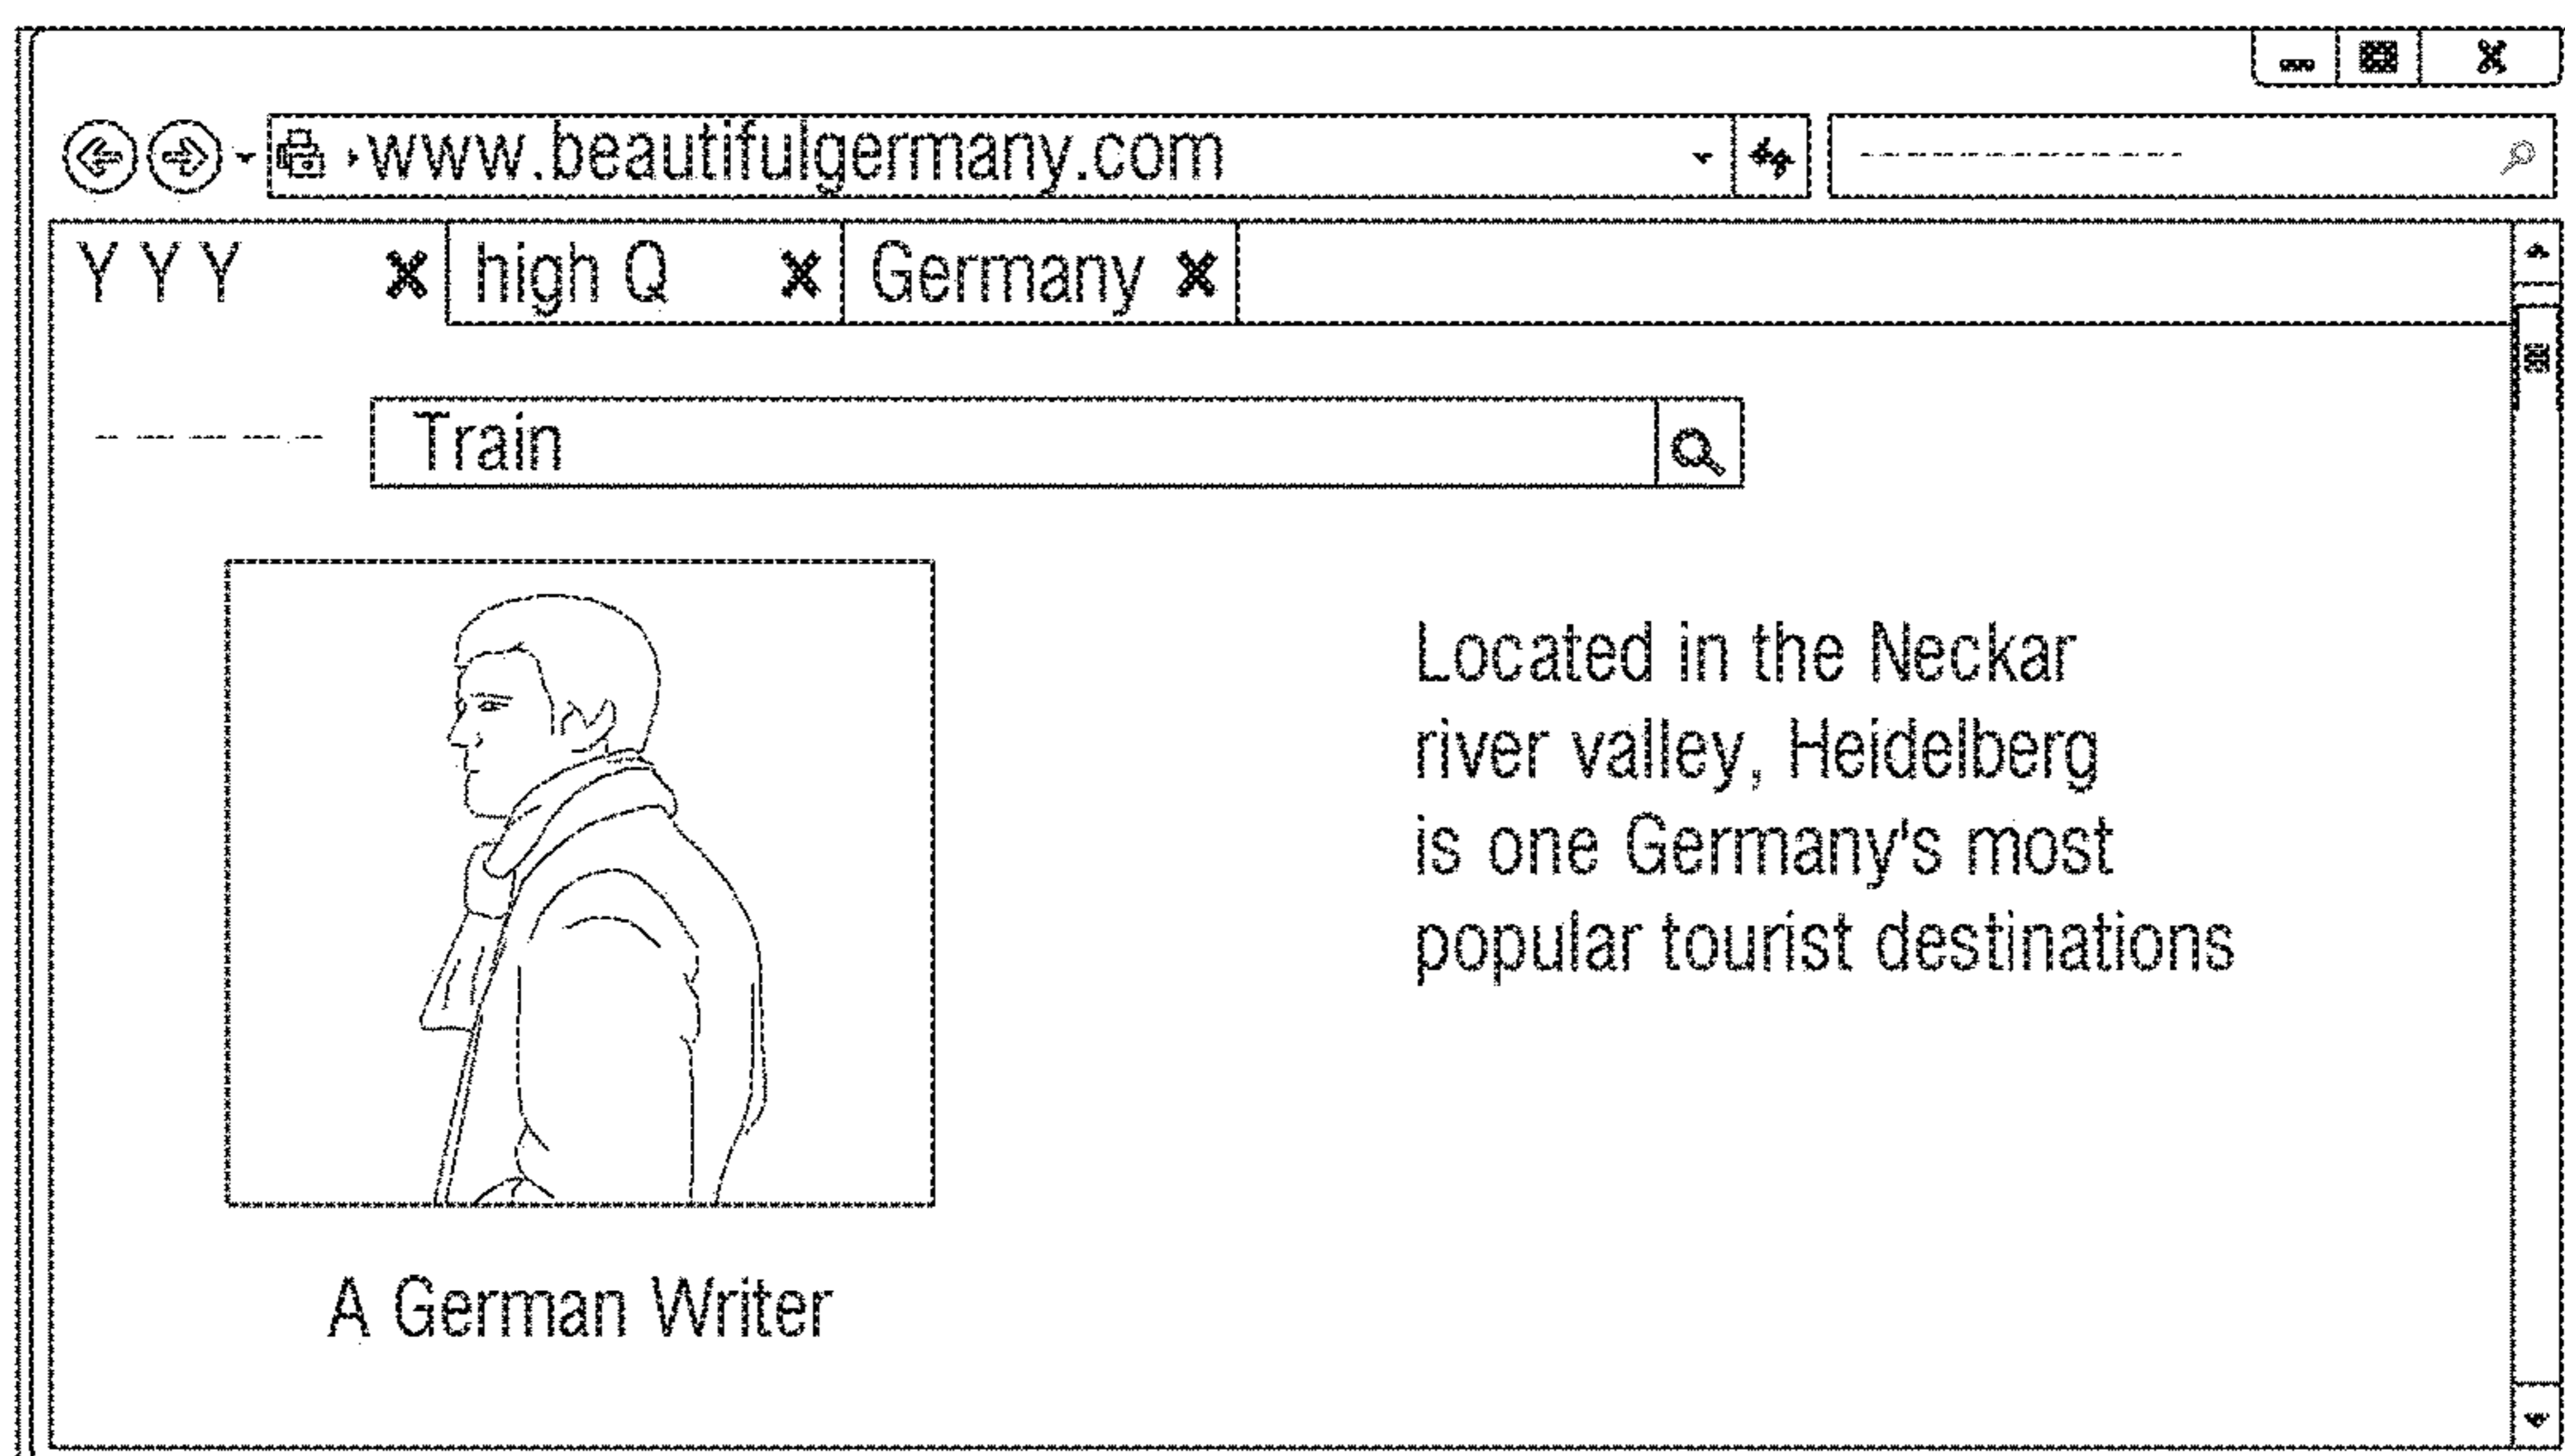 www.beautifulgermany.com
Y Y Y
high Q
Germany
Train
Located in the Neckar
river valley, Heidelberg
is one Germany's most
popular tourist destinations
A German Writer